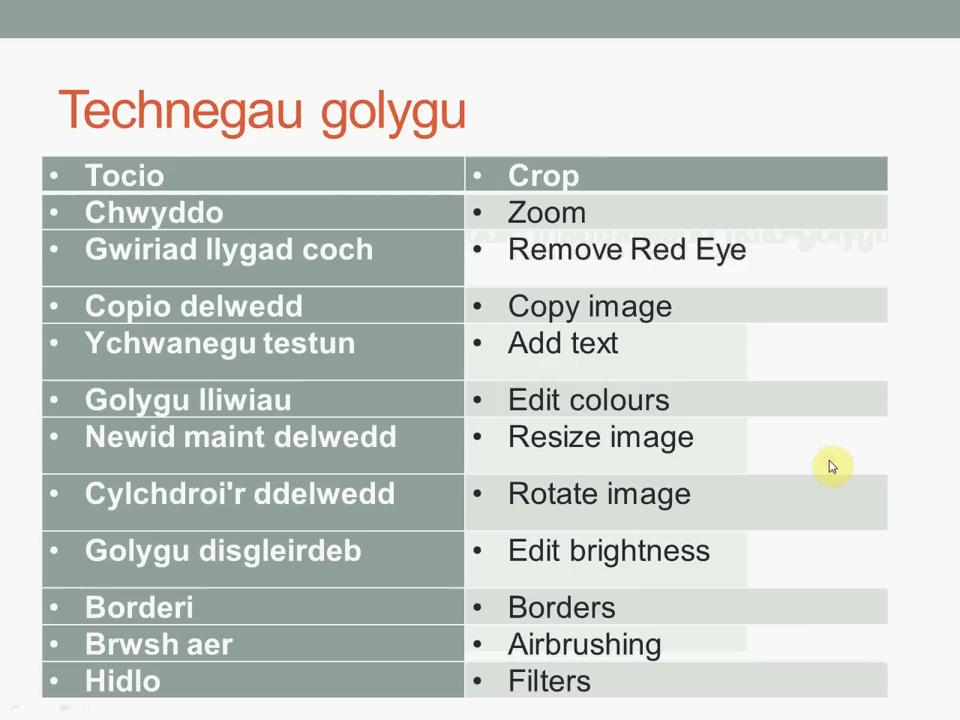 Technegau golygu
• Tocio • Crop
• Chwyddo • Zoom
• Gwiriad llygad coch • Remove Red Eye
• Copio delwedd • Copy image
• Ychwanegu testun • Add text
• Golygu lliwiau • Edit colours
• Newid maint delwedd • Resize image
• Cylchdroi'r ddelwedd • Rotate image
• Golygu disgleirdeb • Edit brightness
• Borderi • Borders
• Brwsh aer • Airbrushing
• Hidlo • Filters